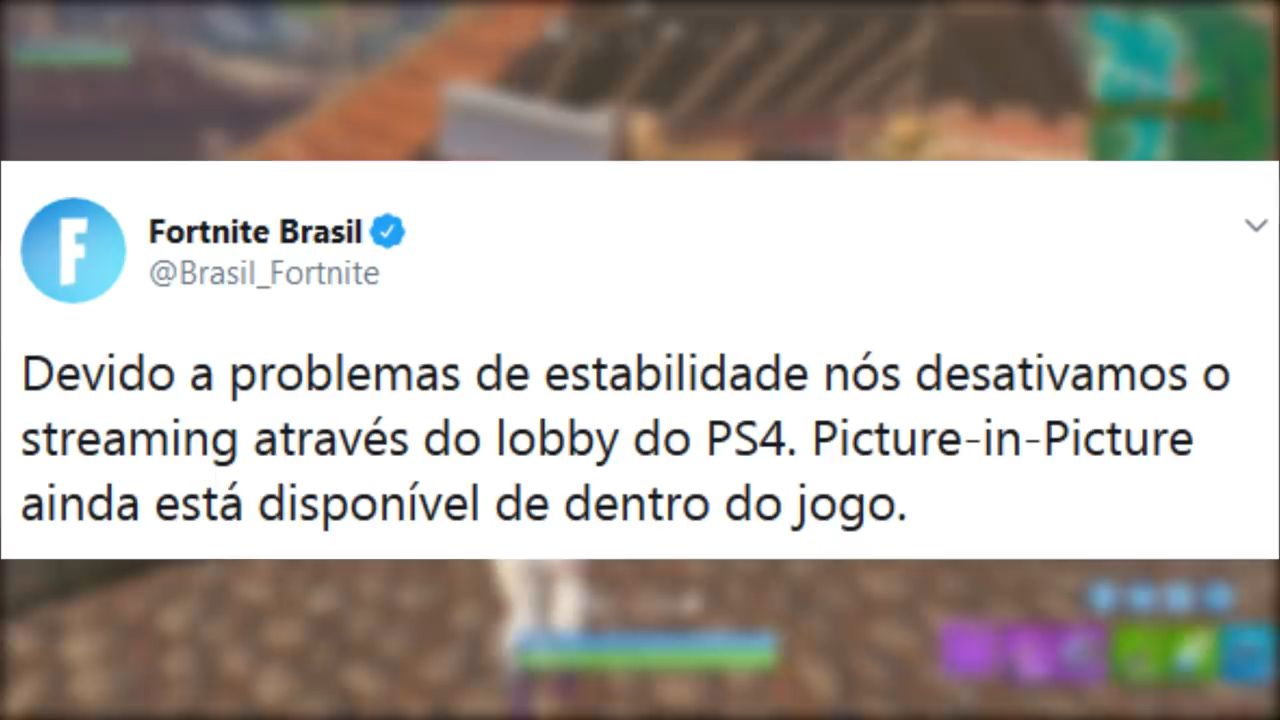 Fortnite Brasil
@Brasil_Fortnite
Devido a problemas de estabilidade nós desativamos o
streaming através do lobby do PS4. Picture-in-Picture
ainda está disponível de dentro do jogo.